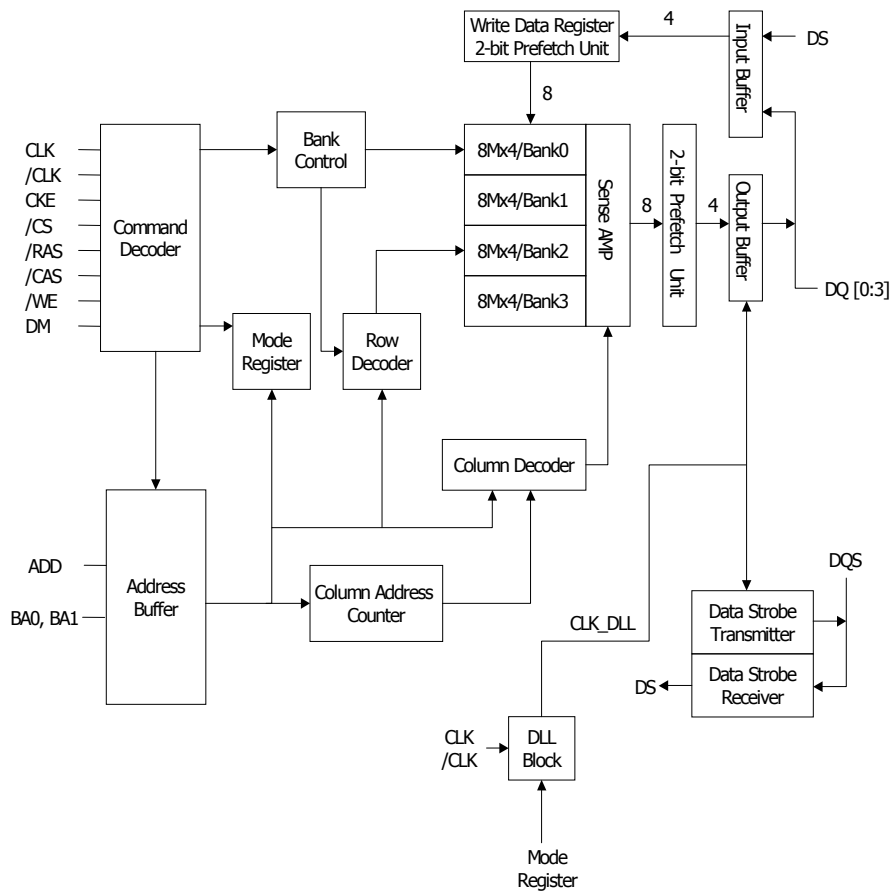 Write Data Register
2-bit Prefetch Unit
4
Input Buffer
DS
8
Bank
Control
8Mx4/Bank0
8Mx4/Bank1
8Mx4/Bank2
8Mx4/Bank3
Sense AMP
8
2-bit Prefetch Unit
4
Output Buffer
DQ [0:3]
CLK
/CLK
CKE
/CS
/RAS
/CAS
/WE
DM
Command
Decoder
Mode
Register
Row
Decoder
Column Decoder
ADD
BA0, BA1
Address
Buffer
Column Address
Counter
CLK_DLL
DQS
Data Strobe
Transmitter
Data Strobe
Receiver
DS
CLK
/CLK
DLL
Block
Mode
Register